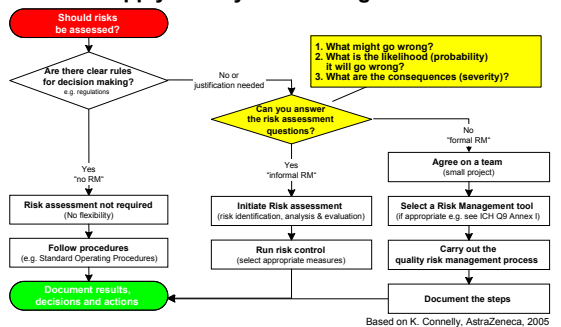 Should risks
be assessed?
Are there clear rules
for decision making?
e.g. regulations
No or
justification needed
1. What might go wrong?
2. What is the likelihood (probability)
it will go wrong?
3. What are the consequences (severity)?
Can you answer
the risk assessment
questions?
Yes
"no RM"
Yes
"informal RM"
No
"formal RM"
Agree on a team
(small project)
Risk assessment not required
(No flexibility)
Initiate Risk assessment
(risk identification, analysis & evaluation)
Select a Risk Management tool
(if appropriate e.g. see ICH Q9 Annex I)
Follow procedures
(e.g. Standard Operating Procedures)
Run risk control
(select appropriate measures)
Carry out the
quality risk management process
Document results,
decisions and actions
Document the steps
Based on K. Connelly, AstraZeneca, 2005